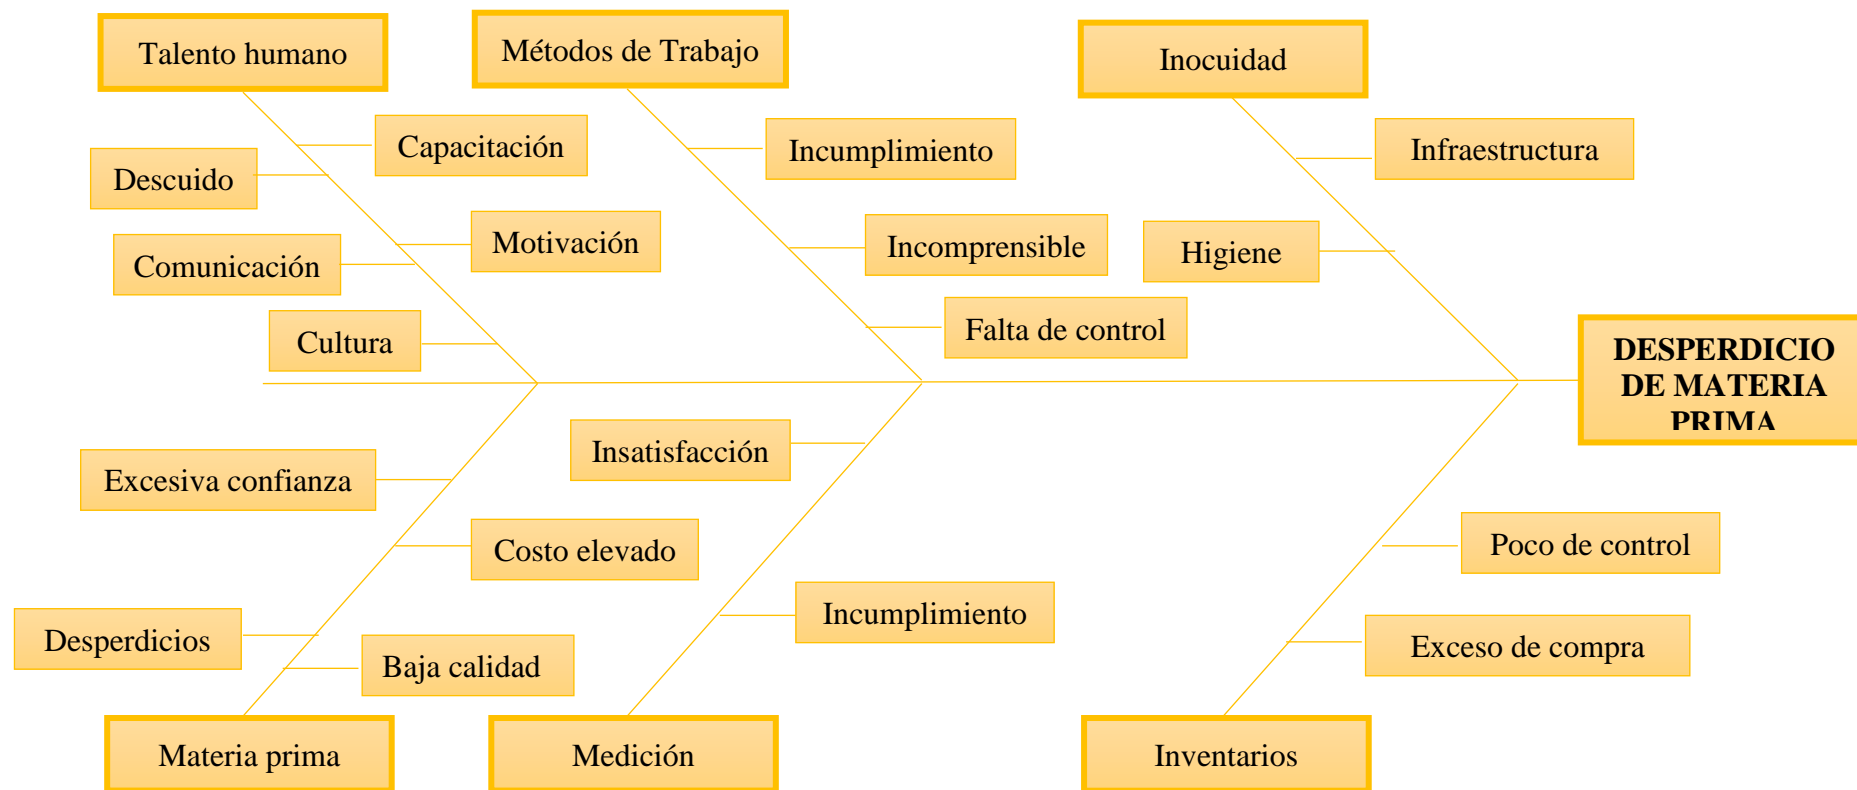 Talento humano
Métodos de Trabajo
Inocuidad
Capacitación
Incumplimiento
Infraestructura
Descuido
Motivación
Incomprensible
Higiene
Comunicación
Cultura
Falta de control
DESPERDICIO
DE MATERIA
PRIMA
Insatisfacción
Excesiva confianza
Costo elevado
Poco de control
Incumplimiento
Desperdicios
Baja calidad
Exceso de compra
Materia prima
Medición
Inventarios